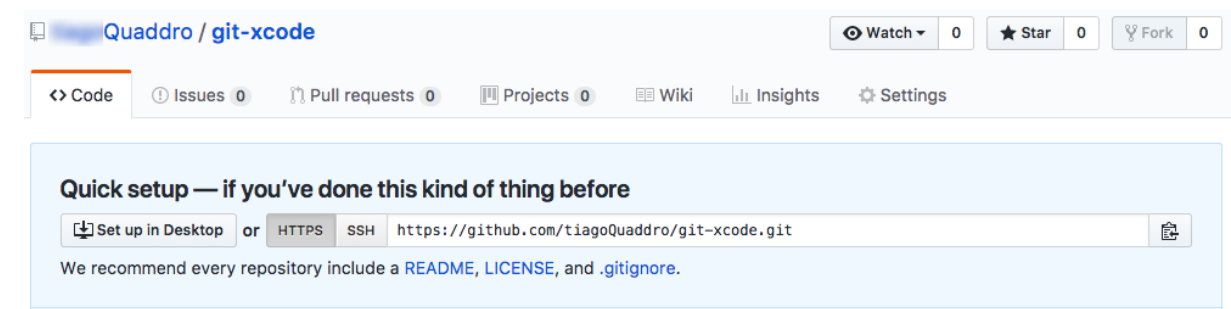 Quaddro / git-xcode Watch 0 Star 0 Fork 0
Code Issues 0 Pull requests 0 Projects 0 Wiki Insights Settings
Quick setup — if you’ve done this kind of thing before
Set up in Desktop or HTTPS SSH https://github.com/tiagoQuaddro/git-xcode.git
We recommend every repository include a README, LICENSE, and .gitignore.